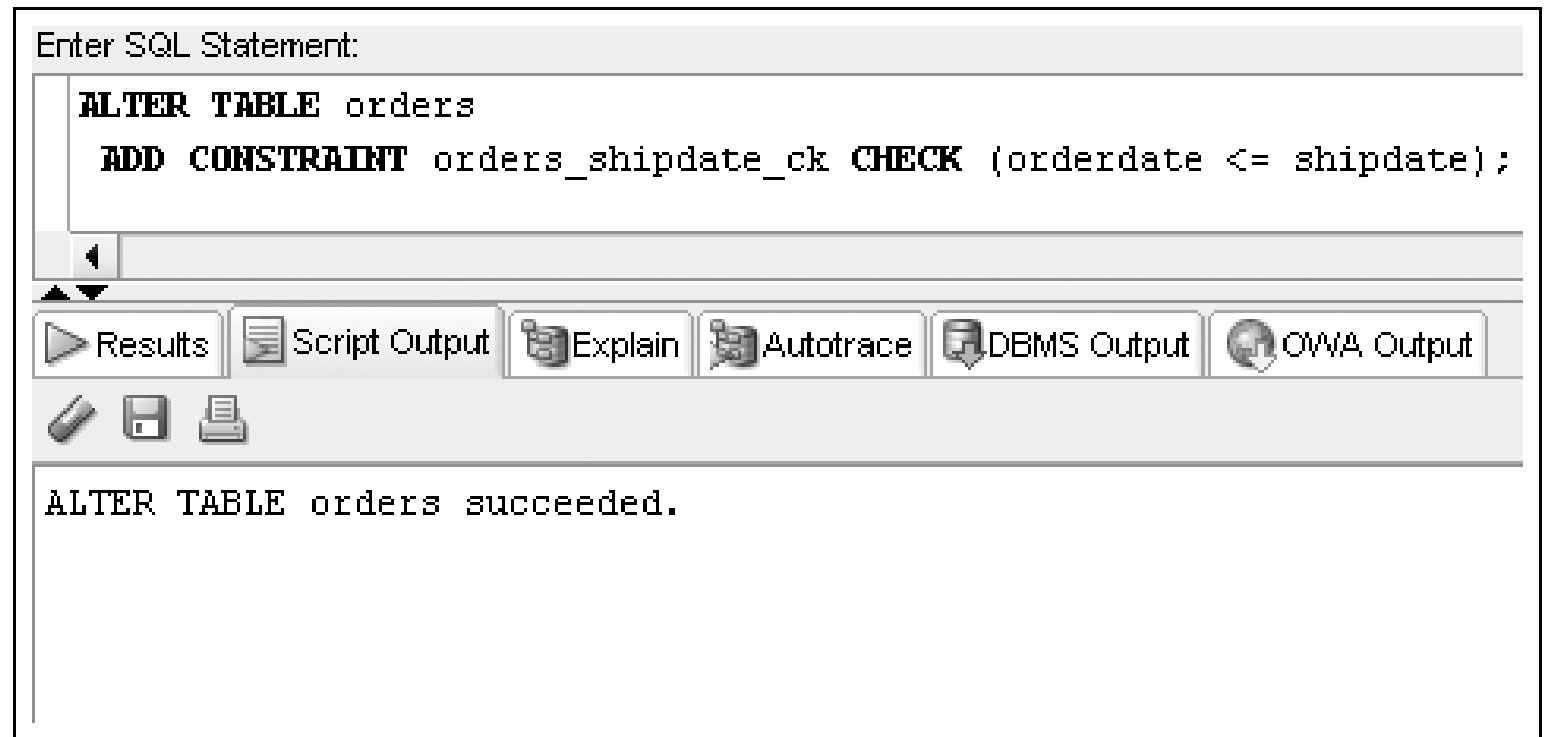 Enter SQL Statement:
ALTER TABLE orders
ADD CONSTRAINT orders_shipdate_ck CHECK (orderdate <= shipdate);
Results Script Output Explain Autotrace DBMS Output OWA Output
ALTER TABLE orders succeeded.